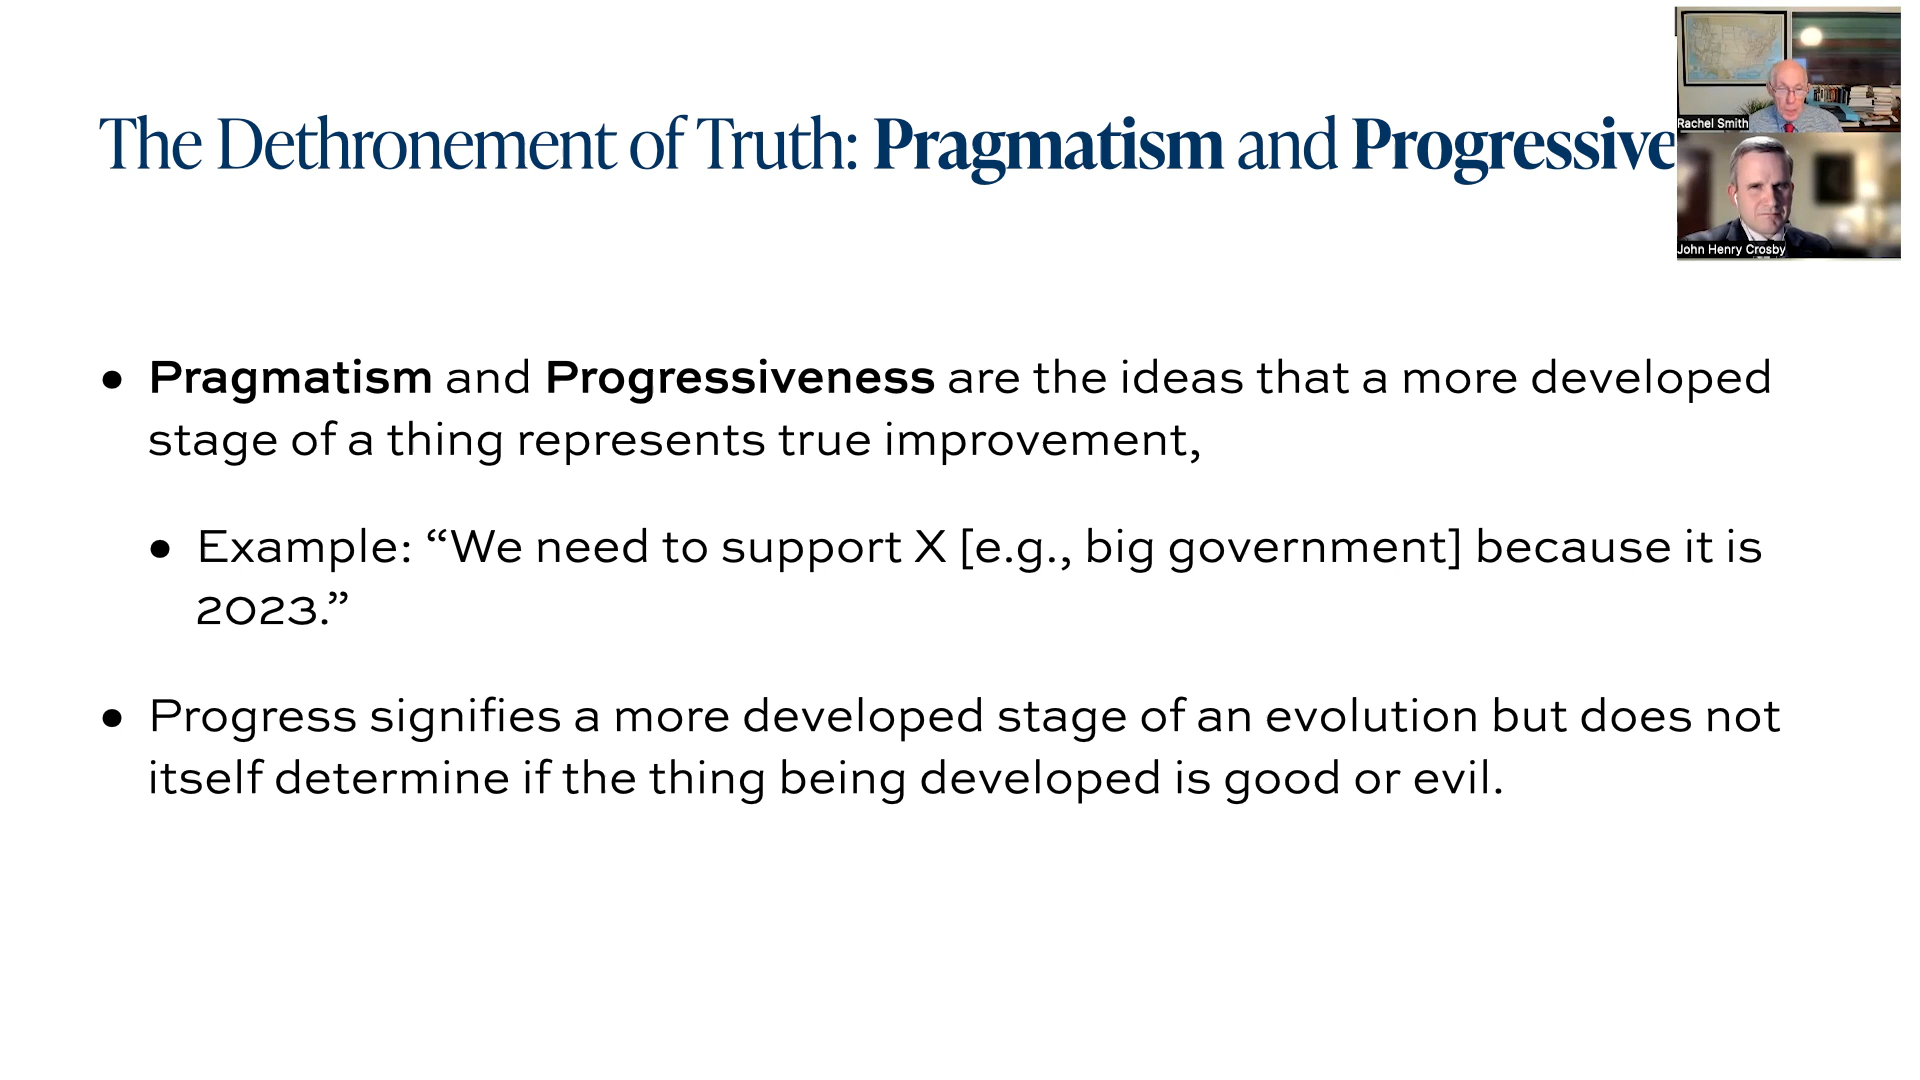 The Dethronement of Truth: Pragmatism and Progressive
Rachel Smith
John Henry Crosby
• Pragmatism and Progressiveness are the ideas that a more developed
stage of a thing represents true improvement,
• Example: “We need to support X [e.g., big government] because it is
2023.”
• Progress signifies a more developed stage of an evolution but does not
itself determine if the thing being developed is good or evil.